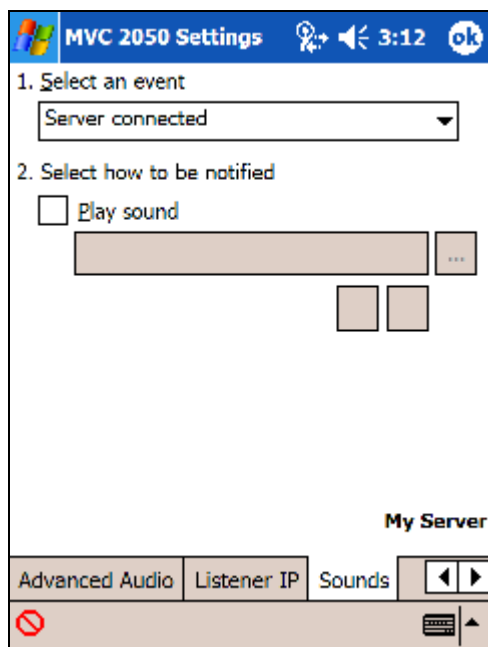 MVC 2050 Settings 3:12 ok
1. Select an event
Server connected
2. Select how to be notified
Play sound
...
My Server
Advanced Audio Listener IP Sounds